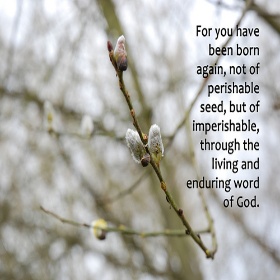 For you have
been born
again, not of
perishable
seed, but of
imperishable,
through the
living and
enduring word
of God.